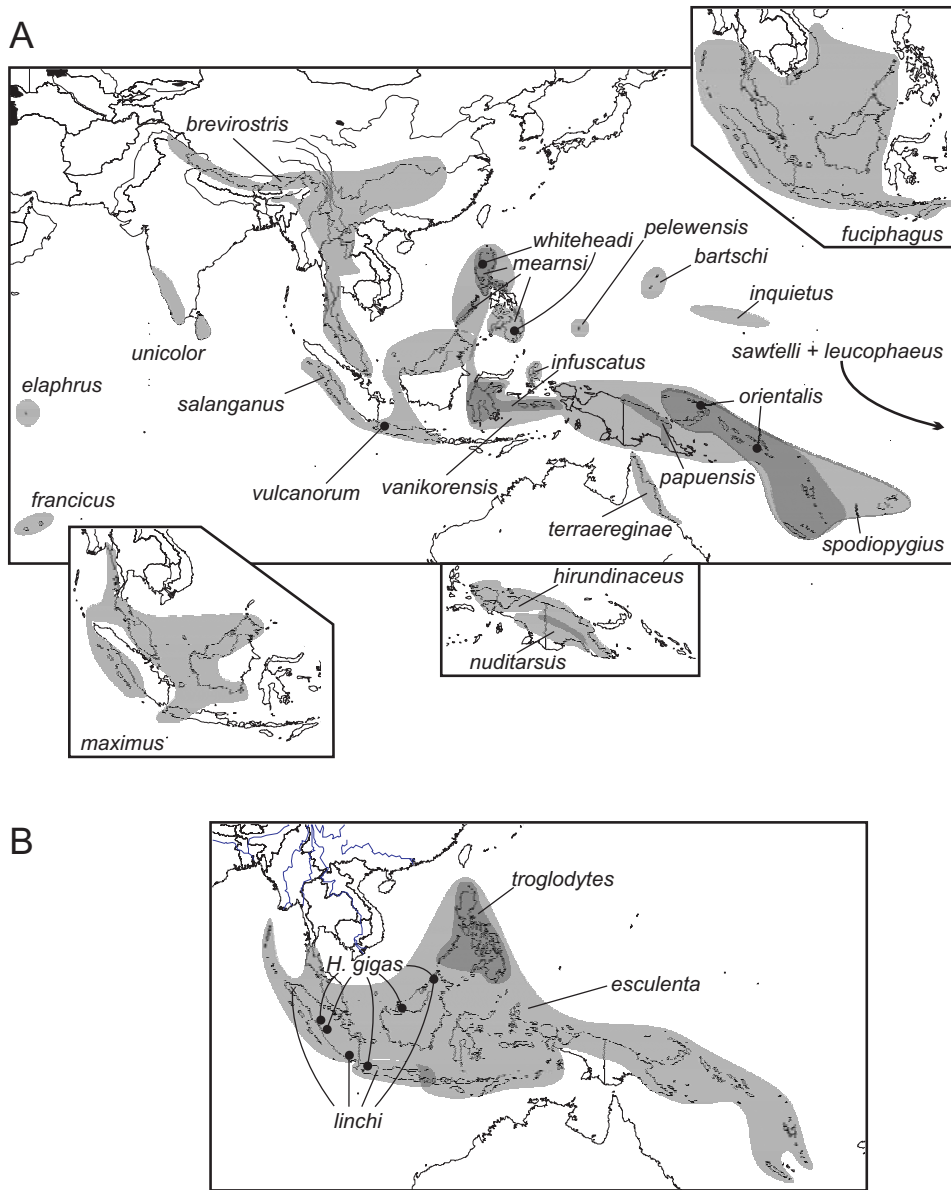 A
brevirostris
fuciphagus
whiteheadi
pelewensis
mearnsi
bartschi
inquietus
unicolor
infuscatus
sawtelli + leucophaeus
elaphrus
salanganus
orientalis
vulcanorum
vanikorensis
papuensis
francicus
terraereginae
spodiopygius
hirundinaceus
nuditarsus
maximus
B
troglodytes
H. gigas
esculenta
linchi